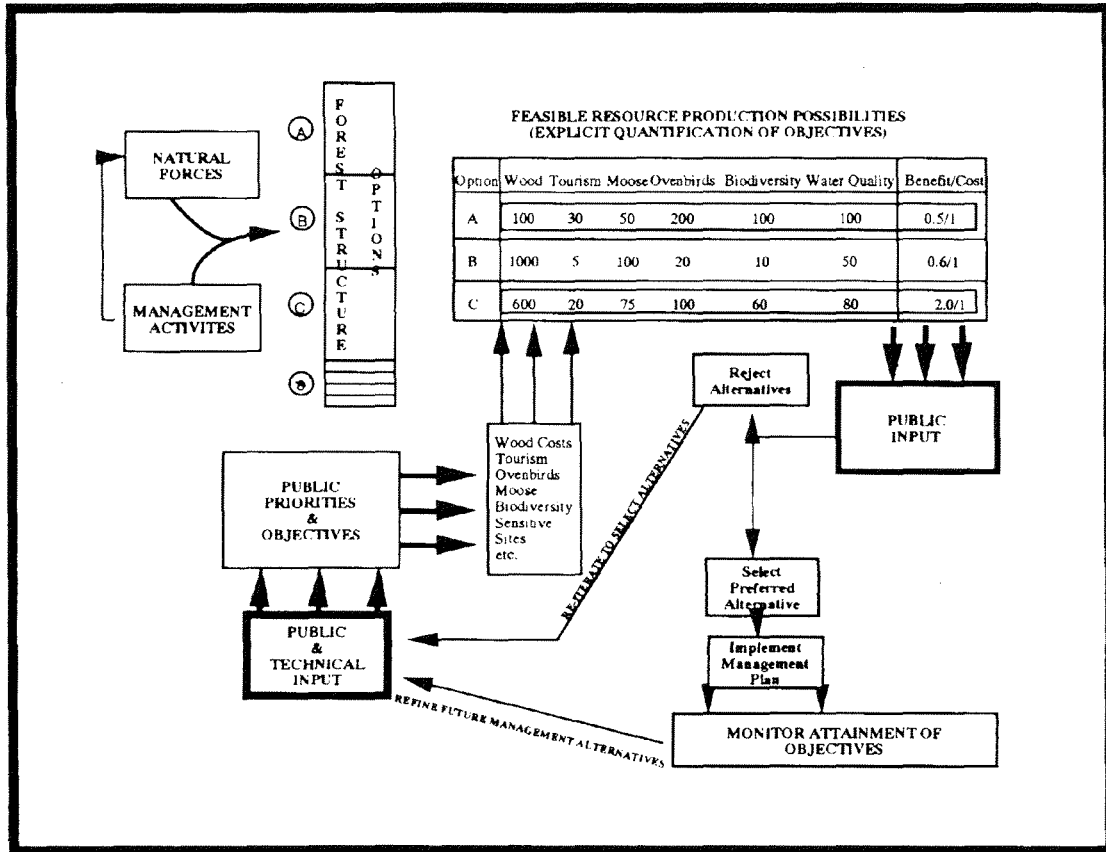 FEASIBLE RESOURCE PRODUCTION POSSIBILITIES
(EXPLICIT QUANTIFICATION OF OBJECTIVES)
NATURAL
FORCES
MANAGEMENT
ACTIVITES
A
B
C
FOREST STRUCTURE
OPTIONS
Option Wood Tourism Moose Ovenbirds Biodiversity Water Quality Benefit/Cost
A 100 30 50 200 100 100 0.5/1
B 1000 5 100 20 10 50 0.6/1
C 600 20 75 100 60 80 2.0/1
Reject
Alternatives
PUBLIC
INPUT
Wood Costs
Tourism
Ovenbirds
Moose
Biodiversity
Sensitive
Sites
etc.
PUBLIC
PRIORITIES
&
OBJECTIVES
RE-ITERATE TO SELECT ALTERNATIVES
Select
Preferred
Alternative
PUBLIC
&
TECHNICAL
INPUT
Implement
Management
Plan
REFINE FUTURE MANAGEMENT ALTERNATIVES
MONITOR ATTAINMENT OF
OBJECTIVES